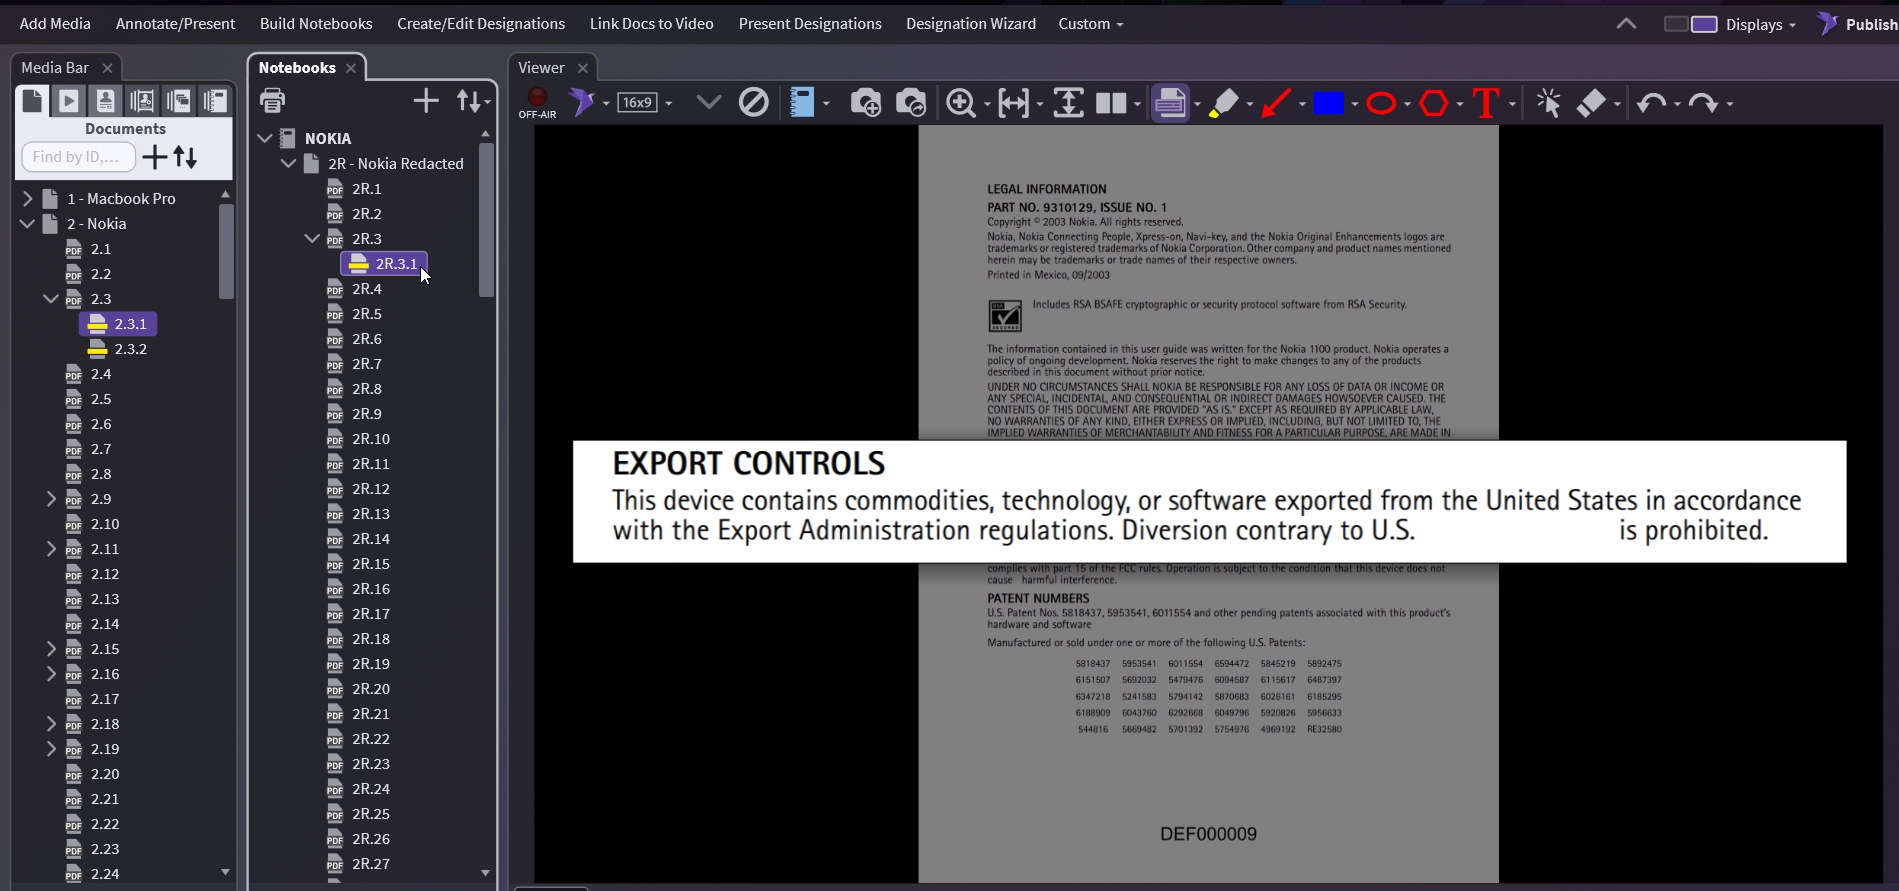 Add Media
Annotate/Present
Build Notebooks
Create/Edit Designations
Link Docs to Video
Present Designations
Designation Wizard
Custom
Displays
Publish
Media Bar
Documents
Find by ID,...
1 - Macbook Pro
2 - Nokia
2.1
2.2
2.3
2.3.1
2.3.2
2.4
2.5
2.6
2.7
2.8
2.9
2.10
2.11
2.12
2.13
2.14
2.15
2.16
2.17
2.18
2.19
2.20
2.21
2.22
2.23
2.24
Notebooks
NOKIA
2R - Nokia Redacted
2R.1
2R.2
2R.3
2R.3.1
2R.4
2R.5
2R.6
2R.7
2R.8
2R.9
2R.10
2R.11
2R.12
2R.13
2R.14
2R.15
2R.16
2R.17
2R.18
2R.19
2R.20
2R.21
2R.22
2R.23
2R.24
2R.25
2R.26
2R.27
Viewer
OFF-AIR
16x9
LEGAL INFORMATION
PART NO. 9310129, ISSUE NO. 1
Copyright © 2003 Nokia. All rights reserved.
Nokia, Nokia Connecting People, Xpress-on, Navi-key, and the Nokia Original Enhancements logos are
trademarks or registered trademarks of Nokia Corporation. Other company and product names mentioned
herein may be trademarks or trade names of their respective owners.
Printed in Mexico, 09/2003
Includes RSA BSAFE cryptographic or security protocol software from RSA Security.
The information contained in this user guide was written for the Nokia 1100 product. Nokia operates a
policy of ongoing development. Nokia reserves the right to make changes to any of the products
described in this document without prior notice.
UNDER NO CIRCUMSTANCES SHALL NOKIA BE RESPONSIBLE FOR ANY LOSS OF DATA OR INCOME OR
ANY SPECIAL, INCIDENTAL, AND CONSEQUENTIAL OR INDIRECT DAMAGES HOWSOEVER CAUSED. THE
CONTENTS OF THIS DOCUMENT ARE PROVIDED "AS IS." EXCEPT AS REQUIRED BY APPLICABLE LAW,
NO WARRANTIES OF ANY KIND, EITHER EXPRESS OR IMPLIED, INCLUDING, BUT NOT LIMITED TO, THE
IMPLIED WARRANTIES OF MERCHANTABILITY AND FITNESS FOR A PARTICULAR PURPOSE, ARE MADE IN
EXPORT CONTROLS
This device contains commodities, technology, or software exported from the United States in accordance
with the Export Administration regulations. Diversion contrary to U.S. is prohibited.
complies with part 15 of the FCC rules. Operation is subject to the condition that this device does not
cause harmful interference.
PATENT NUMBERS
U.S. Patent Nos. 5818437, 5953541, 6011554 and other pending patents associated with this product's
hardware and software
Manufactured or sold under one or more of the following U.S. Patents:
5818437 5953541 6011554 6594472 5845219 5892475
6151507 5692032 5479476 6094587 6115617 6487397
6347218 5241583 5794142 5870683 6026161 6185295
6188909 6043760 6292668 6049796 5920826 5956633
544816 5669482 5701392 5754976 4969192 RE32580
DEF000009